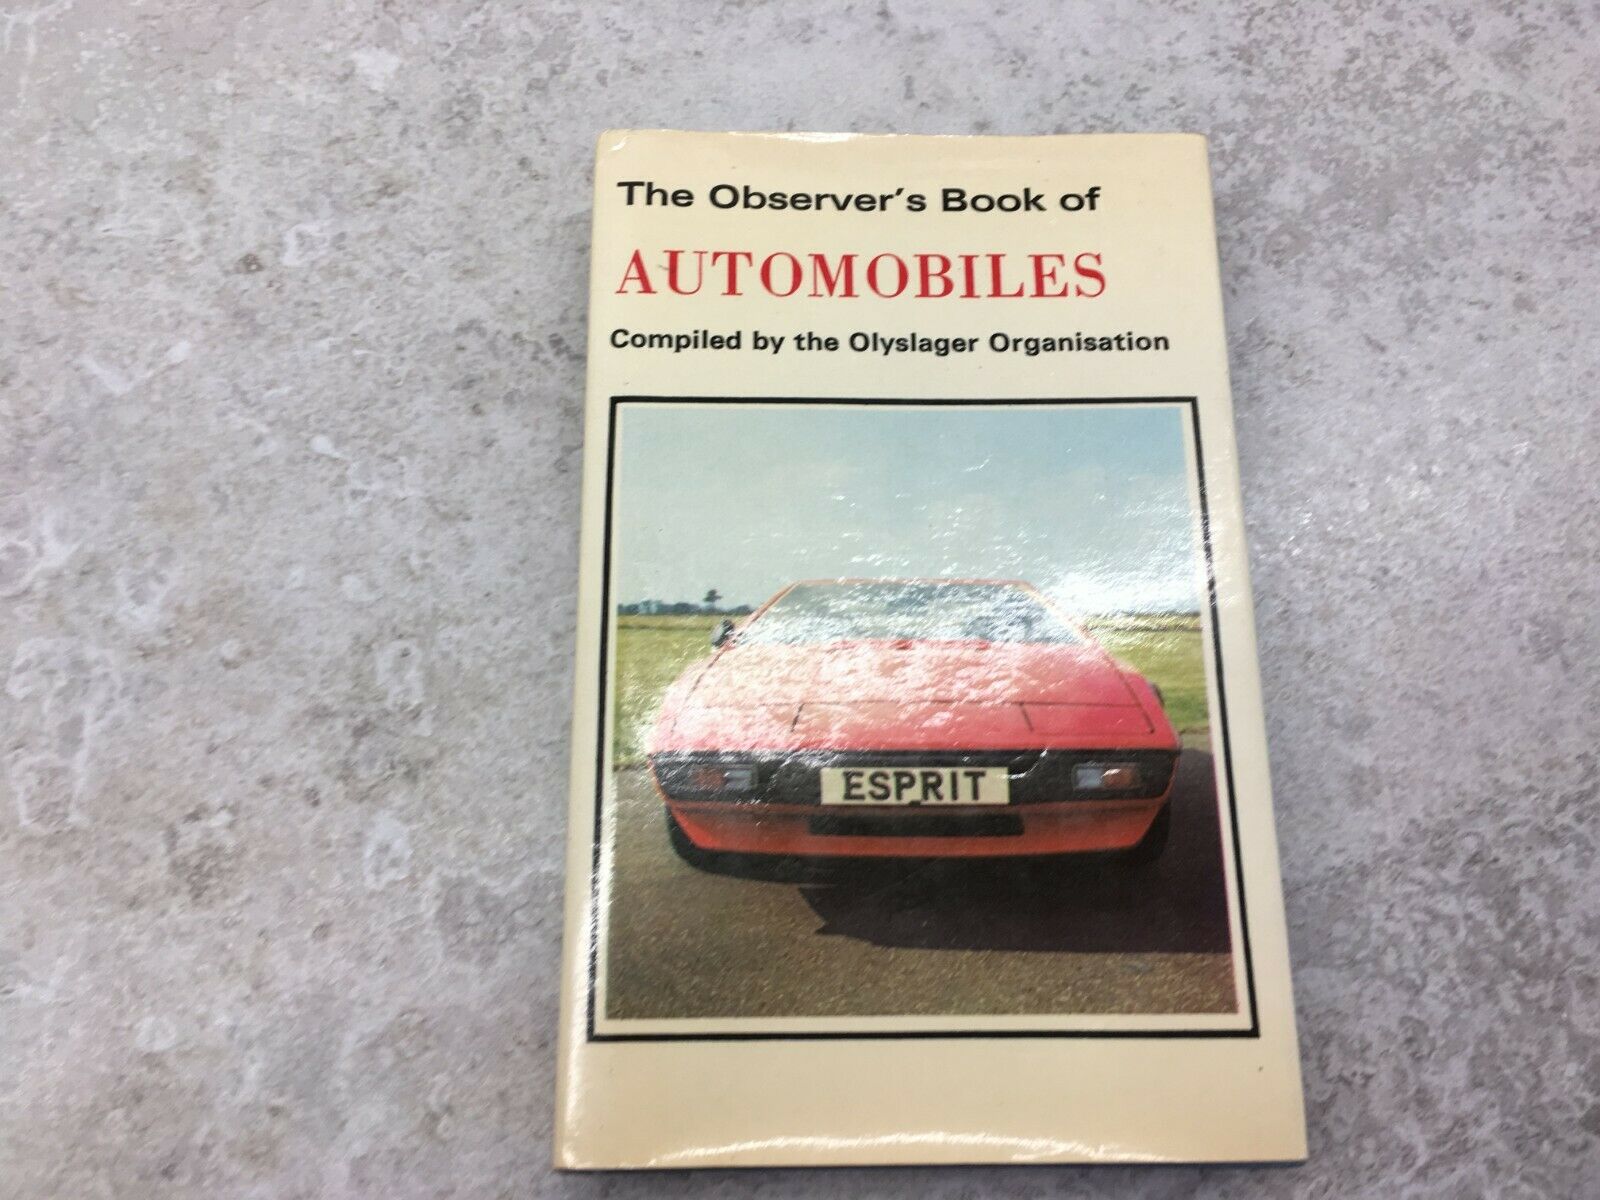 The Observer's Book of
AUTOMOBILES
Compiled by the Olyslager Organisation
ESPRIT